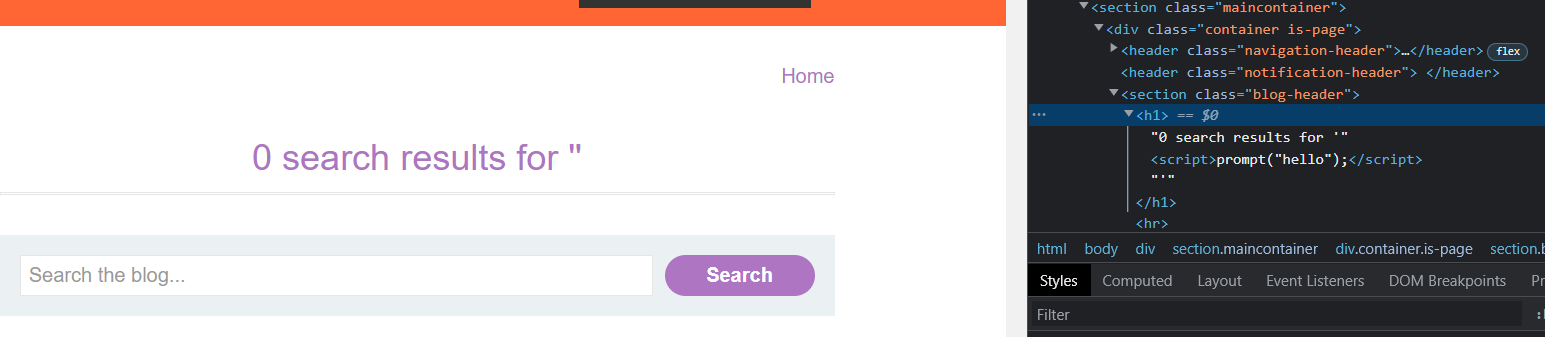 Home
0 search results for ''
Search the blog...
Search
<section class="maincontainer">
<div class="container is-page">
<header class="navigation-header">…</header> flex
<header class="notification-header"> </header>
<section class="blog-header">
… <h1> == $0
"0 search results for '"
<script>prompt("hello");</script>
"'"
</h1>
<hr>
html body div section.maincontainer div.container.is-page
Styles Computed Layout Event Listeners DOM Breakpoints
Filter